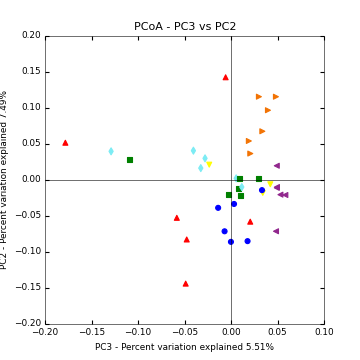 PCoA - PC3 vs PC2
0.20
0.15
0.10
0.05
0.00
−0.05
−0.10
−0.15
−0.20
PC2 - Percent variation explained 7.49%
−0.20 −0.15 −0.10 −0.05 0.00 0.05 0.10
PC3 - Percent variation explained 5.51%